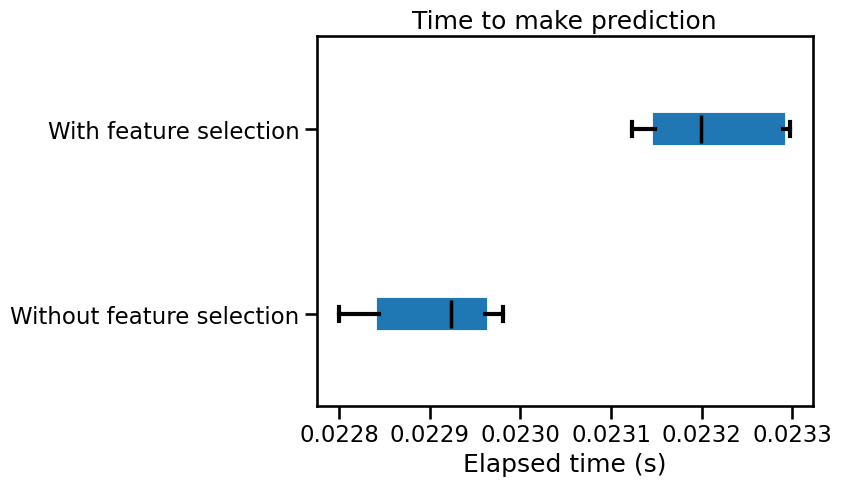 Time to make prediction
With feature selection
Without feature selection
0.0228 0.0229 0.0230 0.0231 0.0232 0.0233
Elapsed time (s)